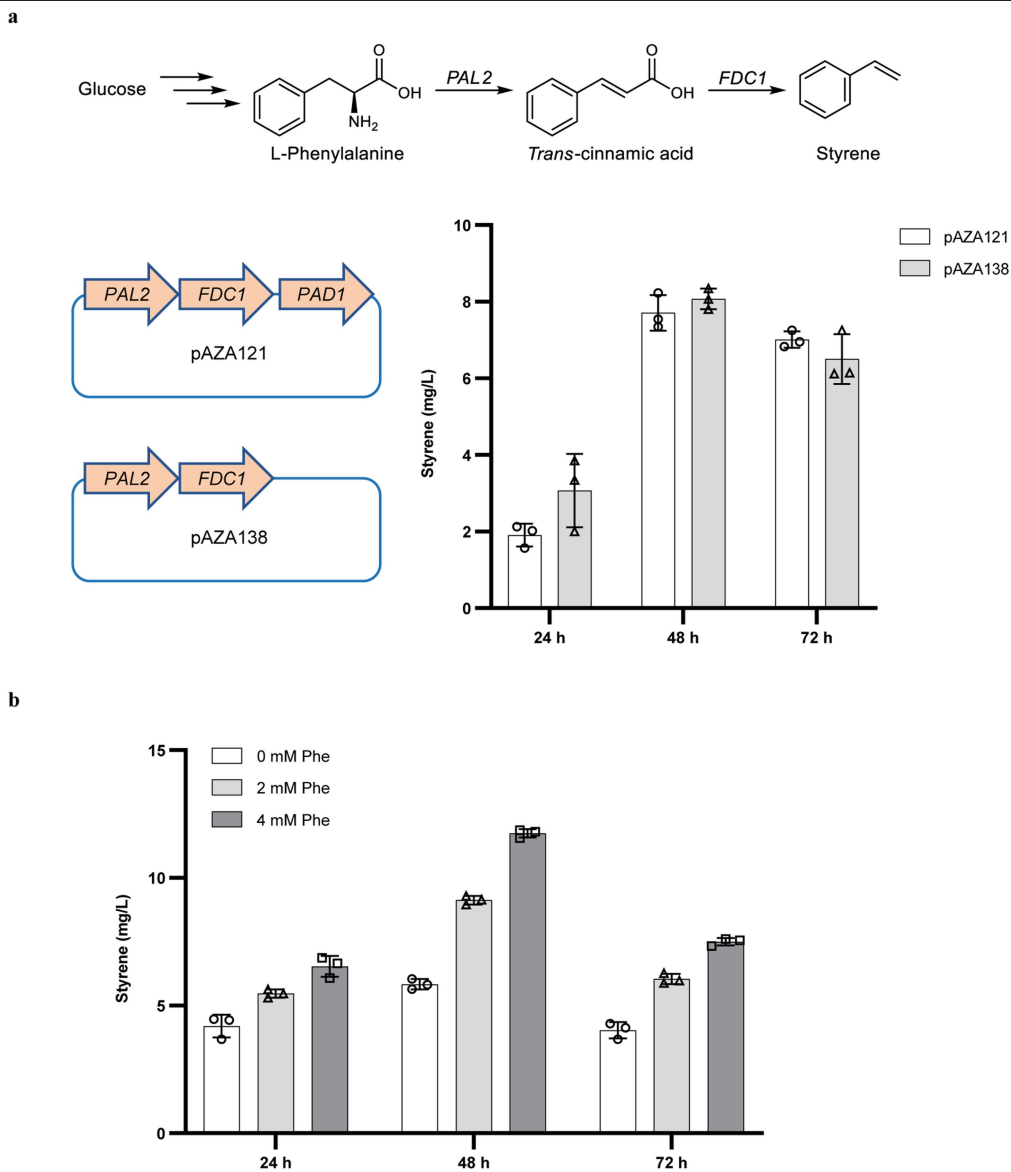 a
Glucose
PAL2
FDC1
O
OH
NH2
O
OH
L-Phenylalanine
Trans-cinnamic acid
Styrene
PAL2
FDC1
PAD1
pAZA121
PAL2
FDC1
pAZA138
Styrene (mg/L)
10
8
6
4
2
0
24 h
48 h
72 h
pAZA121
pAZA138
b
Styrene (mg/L)
15
10
5
0
0 mM Phe
2 mM Phe
4 mM Phe
24 h
48 h
72 h